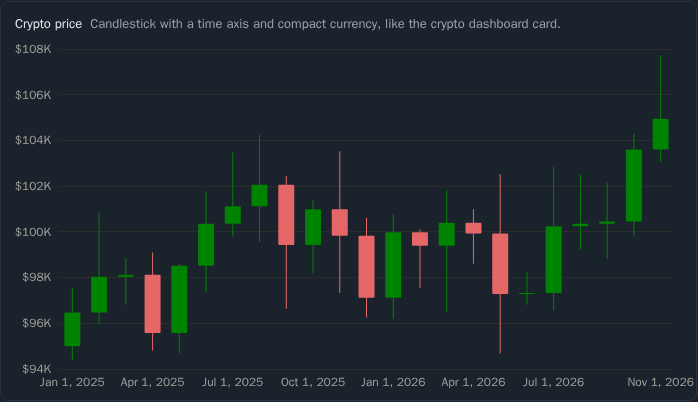 Crypto price Candlestick with a time axis and compact currency, like the crypto dashboard card.
$108K
$106K
$104K
$102K
$100K
$98K
$96K
$94K
Jan 1, 2025 Apr 1, 2025 Jul 1, 2025 Oct 1, 2025 Jan 1, 2026 Apr 1, 2026 Jul 1, 2026 Nov 1, 2026